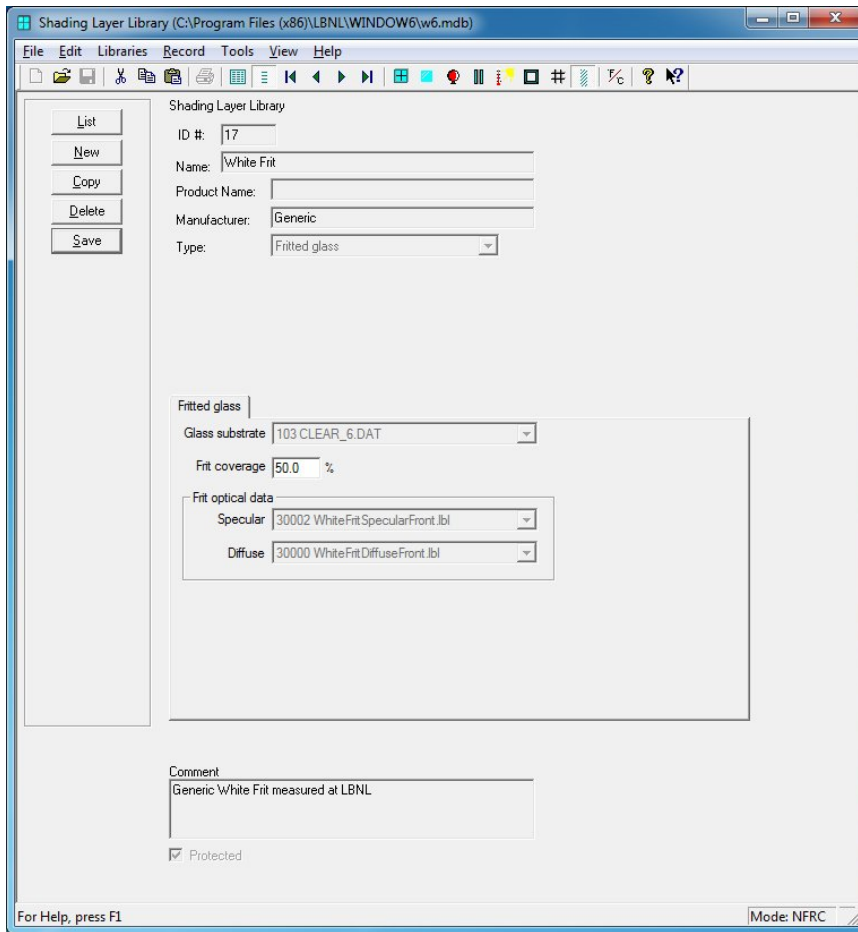 Shading Layer Library (C:\Program Files (x86)\LBNL\WINDOW6\w6.mdb)
File Edit Libraries Record Tools View Help
F/C
List
New
Copy
Delete
Save
Shading Layer Library
ID #: 17
Name: White Frit
Product Name:
Manufacturer: Generic
Type: Fritted glass
Fritted glass
Glass substrate 103 CLEAR_6.DAT
Frit coverage 50.0 %
Frit optical data
Specular 30002 WhiteFritSpecularFront.lbl
Diffuse 30000 WhiteFritDiffuseFront.lbl
Comment
Generic White Frit measured at LBNL
Protected
For Help, press F1 Mode: NFRC